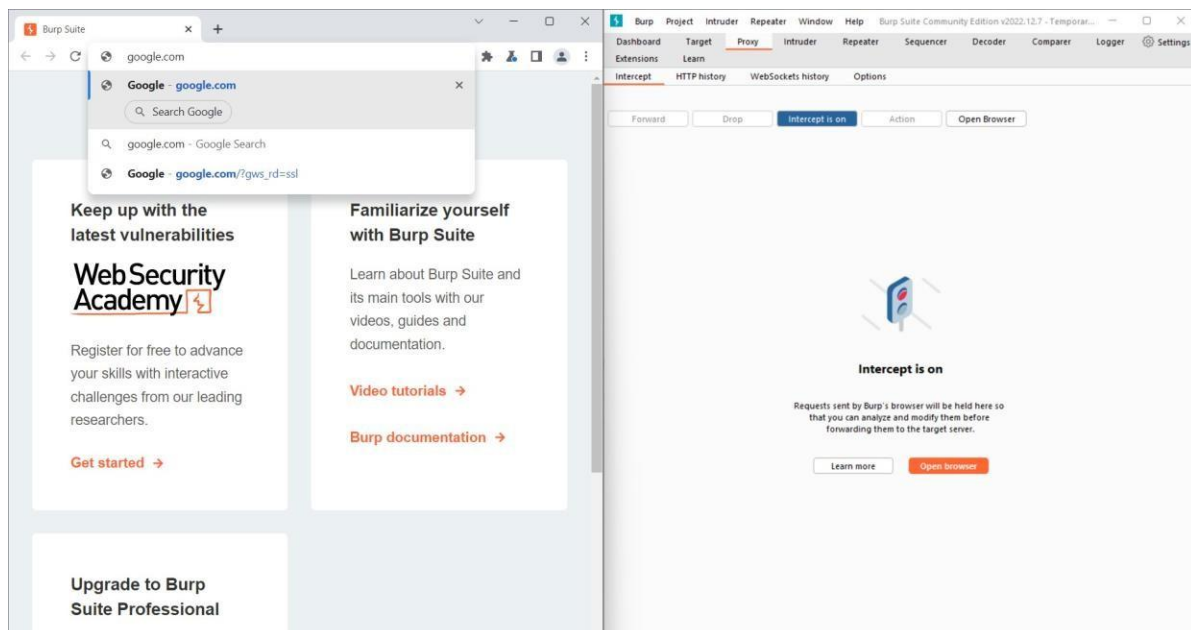 Burp Suite
google.com
Google - google.com
Search Google
google.com - Google Search
Google - google.com/?gws_rd=ssl
Keep up with the
latest vulnerabilities
WebSecurity
Academy
Register for free to advance
your skills with interactive
challenges from our leading
researchers.
Get started
Familiarize yourself
with Burp Suite
Learn about Burp Suite and
its main tools with our
videos, guides and
documentation.
Video tutorials
Burp documentation
Upgrade to Burp
Suite Professional
Burp Project Intruder Repeater Window Help Burp Suite Community Edition v2022.12.7 - Temporar...
Dashboard Target Proxy Intruder Repeater Sequencer Decoder Comparer Logger Settings
Extensions Learn
Intercept HTTP history WebSockets history Options
Forward Drop Intercept is on Action Open Browser
Intercept is on
Requests sent by Burp's browser will be held here so
that you can analyze and modify them before
forwarding them to the target server.
Learn more Open browser